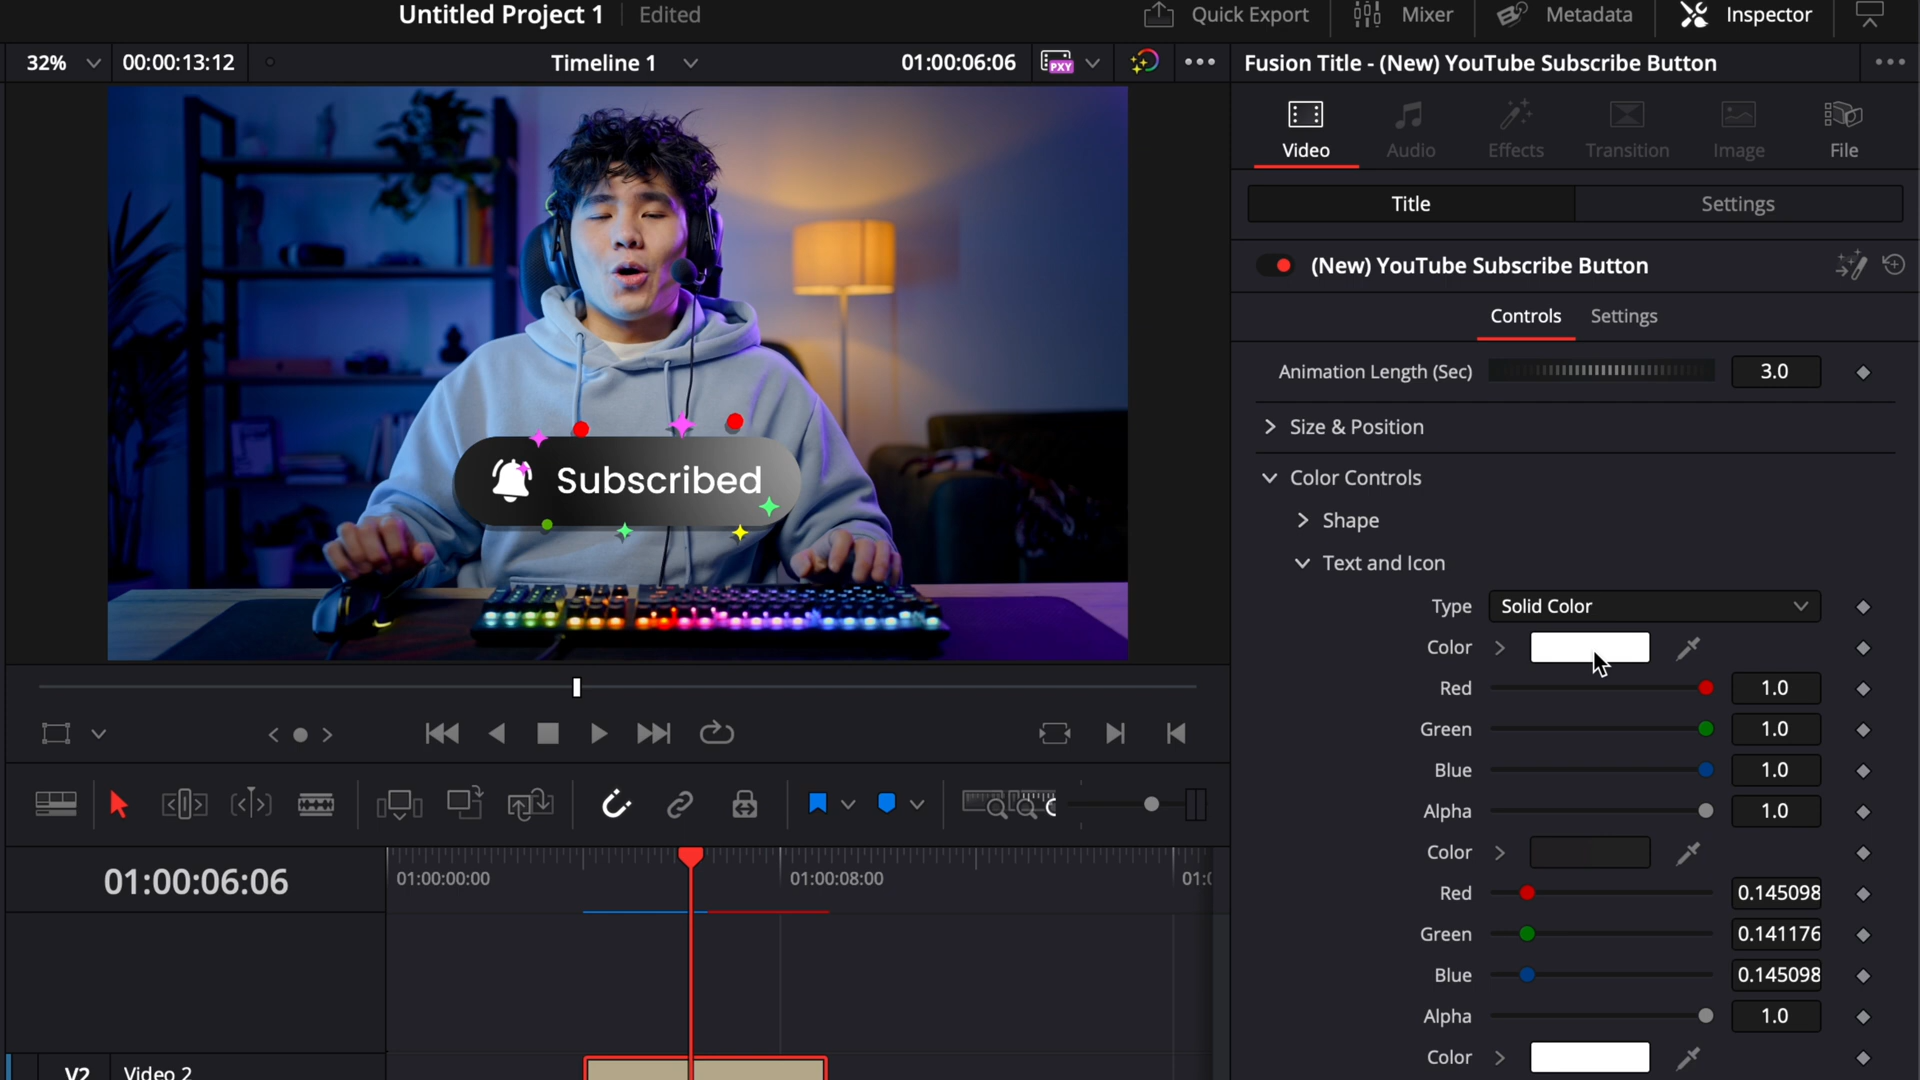 Untitled Project 1
Edited
Quick Export
Mixer
Metadata
Inspector
32%
00:00:13:12
Timeline 1
01:00:06:06
PXY
Fusion Title - (New) YouTube Subscribe Button
Video
Audio
Effects
Transition
Image
File
Title
Settings
(New) YouTube Subscribe Button
Controls
Settings
Animation Length (Sec)
3.0
Size & Position
Color Controls
Shape
Text and Icon
Type
Solid Color
Color
Red
1.0
Green
1.0
Blue
1.0
Alpha
1.0
Color
Red
0.145098
Green
0.141176
Blue
0.145098
Alpha
1.0
Color
Subscribed
01:00:06:06
01:00:00:00
01:00:08:00
01:0
V2
Video 2